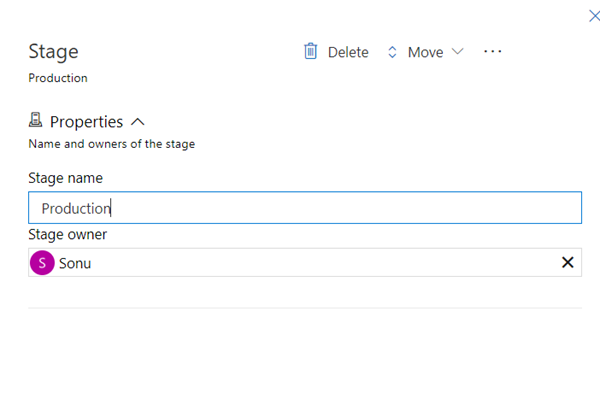 Stage
Delete
Move
Production
Properties
Name and owners of the stage
Stage name
Production
Stage owner
S
Sonu